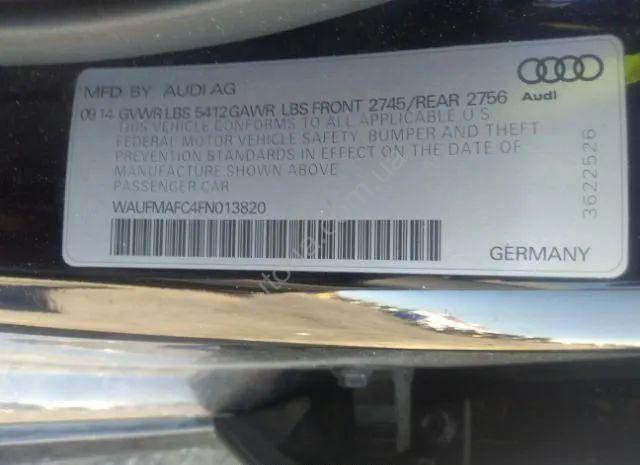 MFD BY AUDI AG
09 14 GVWR LBS 5412 GAWR LBS FRONT 2745/REAR 2756
THIS VEHICLE CONFORMS TO ALL APPLICABLE U.S.
FEDERAL MOTOR VEHICLE SAFETY, BUMPER AND THEFT
PREVENTION STANDARDS IN EFFECT ON THE DATE OF
MANUFACTURE SHOWN ABOVE
PASSENGER CAR
WAUFMAFC4FN013820
Audi
3622526
GERMANY